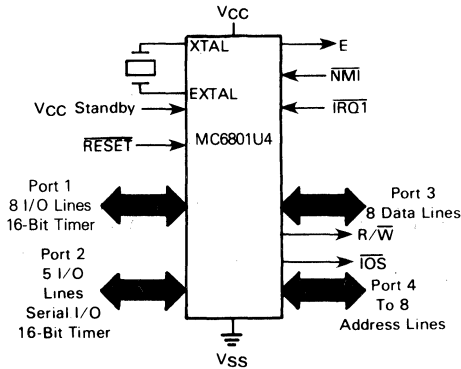 VCC
XTAL
E
NMI
EXTAL
VCC Standby
IRQ1
RESET
MC6801U4
Port 1
8 I/O Lines
16-Bit Timer
Port 3
8 Data Lines
R/W
Port 2
5 I/O
Lines
Serial I/O
16-Bit Timer
IOS
Port 4
To 8
Address Lines
VSS